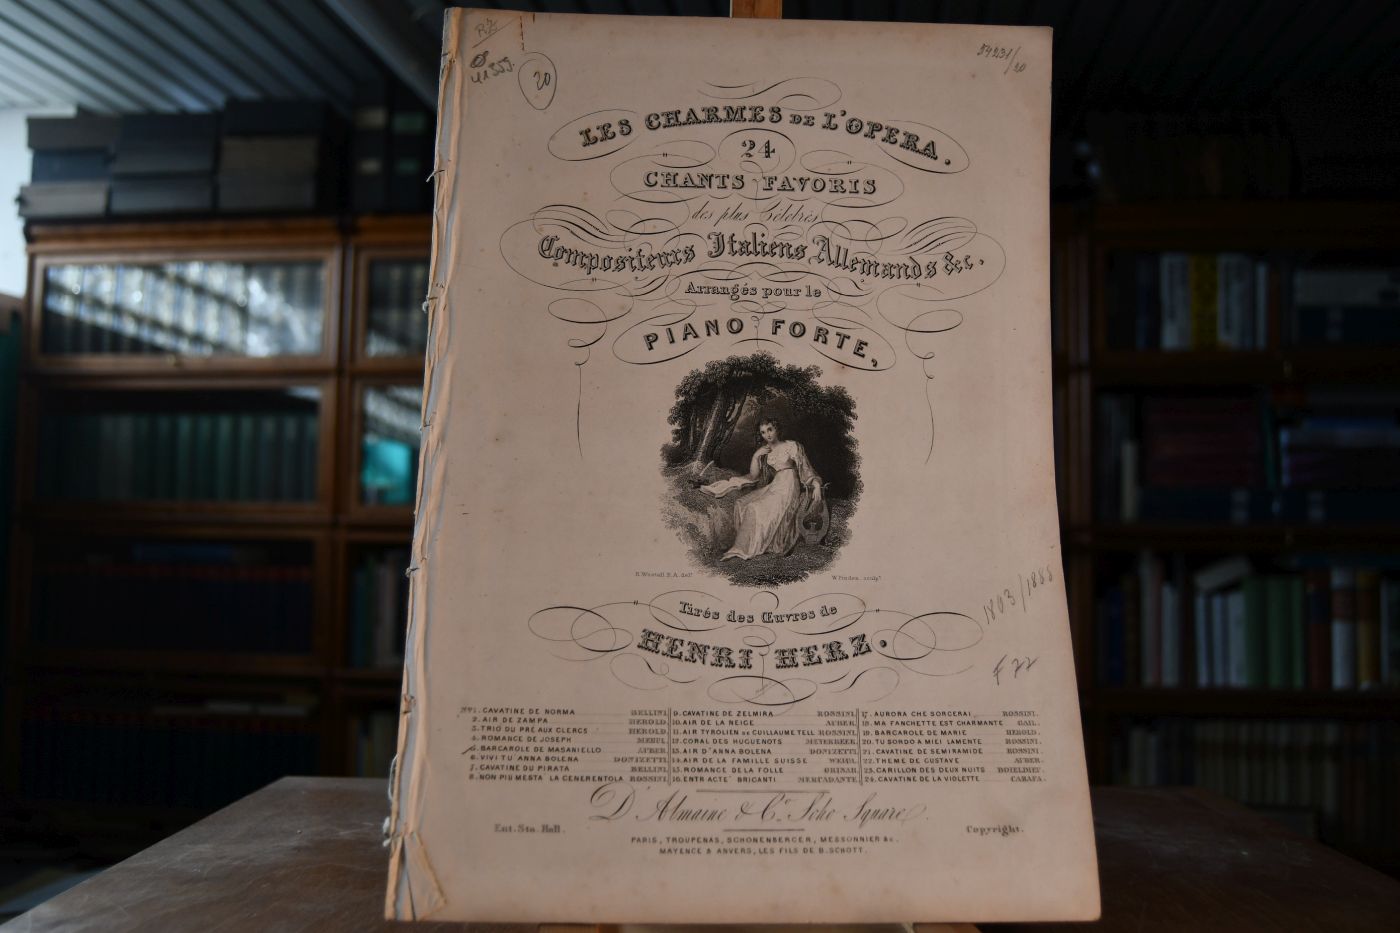 RZ
20
54231/20
LES CHARMES DE L'OPERA.
24
CHANTS FAVORIS
des plus Célèbres
Compositeurs Italiens Allemands &c.
Arrangés pour le
PIANO FORTE,
R. Westall R.A. delt.
W. Finden sculpt.
Tirés des Œuvres de
HENRI HERZ.
1803/1888
F 22
No. 1. CAVATINE DE NORMA BELLINI.
2. AIR DE ZAMPA HEROLD.
3. TRIO DU PRE AUX CLERCS HEROLD.
4. ROMANCE DE JOSEPH MEHUL.
5. BARCAROLE DE MASANIELLO AUBER.
6. VIVI TU ANNA BOLENA DONIZETTI.
7. CAVATINE DU PIRATA BELLINI.
8. NON PIU MESTA LA CENERENTOLA ROSSINI.
9. CAVATINE DE ZELMIRA ROSSINI.
10. AIR DE LA NEIGE AUBER.
11. AIR TYROLIEN DE GUILLAUME TELL ROSSINI.
12. CORAL DES HUGUENOTS MEYERBEER.
13. AIR D'ANNA BOLENA DONIZETTI.
14. AIR DE LA FAMILLE SUISSE WEIGL.
15. ROMANCE DE LA FOLLE GRISAR.
16. ENTR ACTE' BRIGANTI MERCADANTE.
17. AURORA CHE SORGERAI ROSSINI.
18. MA FANCHETTE EST CHARMANTE GAIL.
19. BARCAROLE DE MARIE HEROLD.
20. TU SORDO A MIEI LAMENTE ROSSINI.
21. CAVATINE DE SEMIRAMIDE ROSSINI.
22. THEME DE GUSTAVE AUBER.
23. CARILLON DES DEUX NUITS BOIELDIEU.
24. CAVATINE DE LA VIOLETTE CARAFA.
D'Almaine & Co. Soho Square.
Ent. Sta. Hall.
Copyright.
PARIS, TROUPENAS, SCHONENBERGER, MESSONNIER &c.
MAYENCE & ANVERS, LES FILS DE B. SCHOTT.